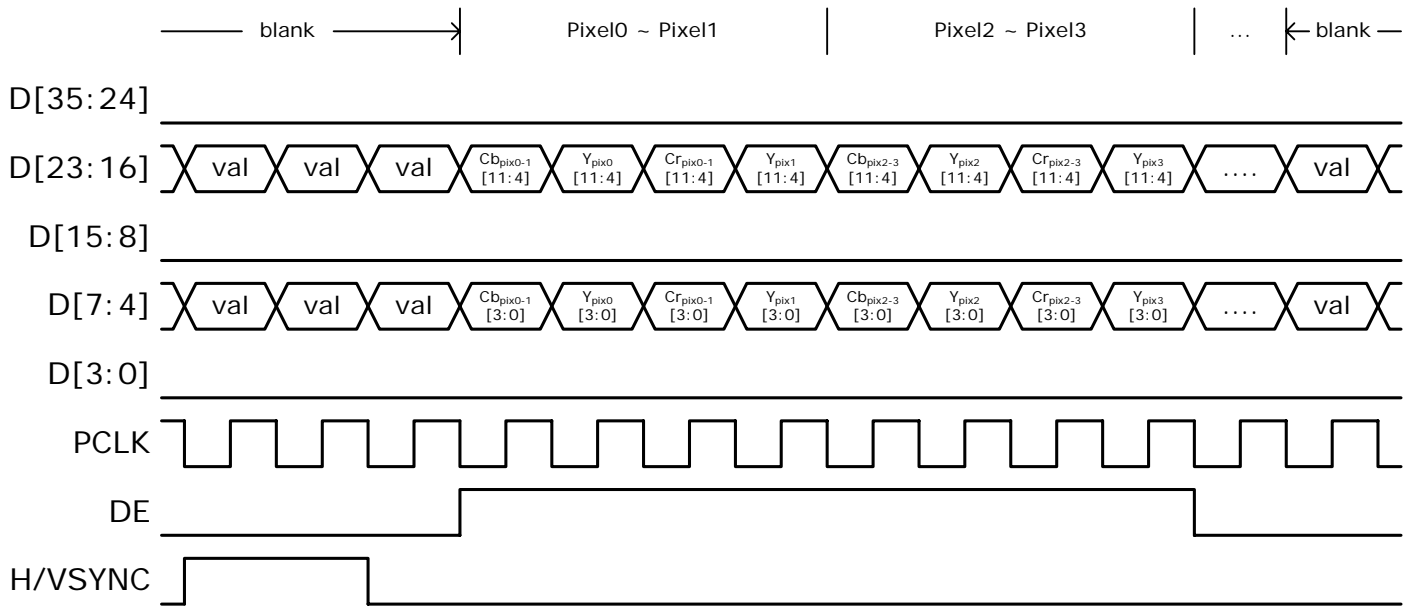 blank Pixel0 ~ Pixel1 Pixel2 ~ Pixel3 ... blank
D[35:24]
D[23:16] val val val Cbpix0-1 [11:4] Ypix0 [11:4] Crpix0-1 [11:4] Ypix1 [11:4] Cbpix2-3 [11:4] Ypix2 [11:4] Crpix2-3 [11:4] Ypix3 [11:4] .... val
D[15:8]
D[7:4] val val val Cbpix0-1 [3:0] Ypix0 [3:0] Crpix0-1 [3:0] Ypix1 [3:0] Cbpix2-3 [3:0] Ypix2 [3:0] Crpix2-3 [3:0] Ypix3 [3:0] .... val
D[3:0]
PCLK
DE
H/VSYNC